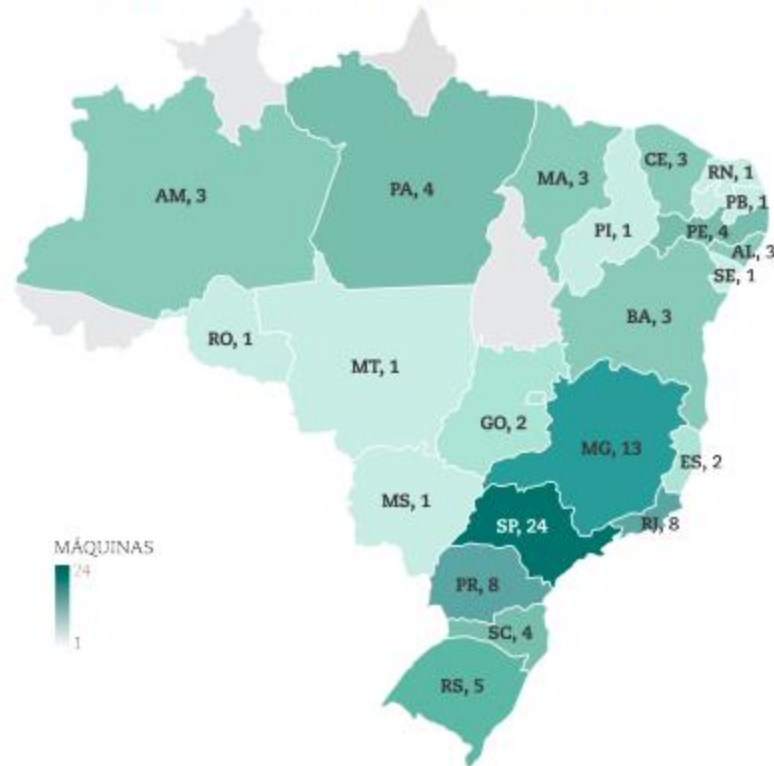 CE, 3
RN, 1
AM, 3
PA, 4
MA, 3
PB, 1
PI, 1
PE, 4
AL, 3
SE, 1
BA, 3
RO, 1
MT, 1
GO, 2
MG, 13
ES, 2
MS, 1
SP, 24
RJ, 8
MÁQUINAS
24
PR, 8
1
SC, 4
RS, 5